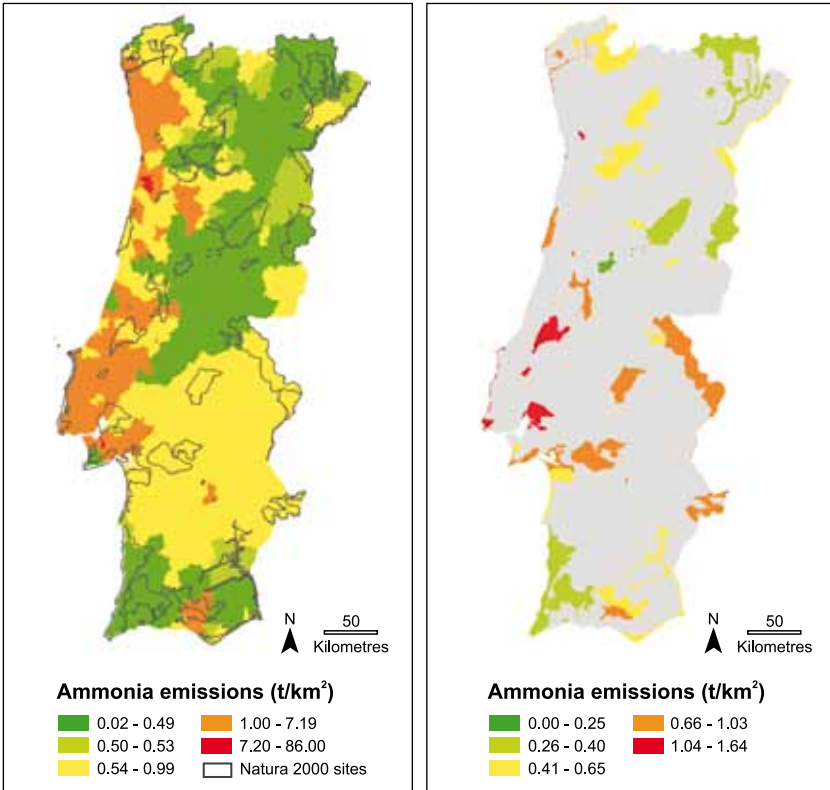 N
50
Kilometres
Ammonia emissions (t/km²)
0.02 - 0.49
0.50 - 0.53
0.54 - 0.99
1.00 - 7.19
7.20 - 86.00
Natura 2000 sites
N
50
Kilometres
Ammonia emissions (t/km²)
0.00 - 0.25
0.26 - 0.40
0.41 - 0.65
0.66 - 1.03
1.04 - 1.64